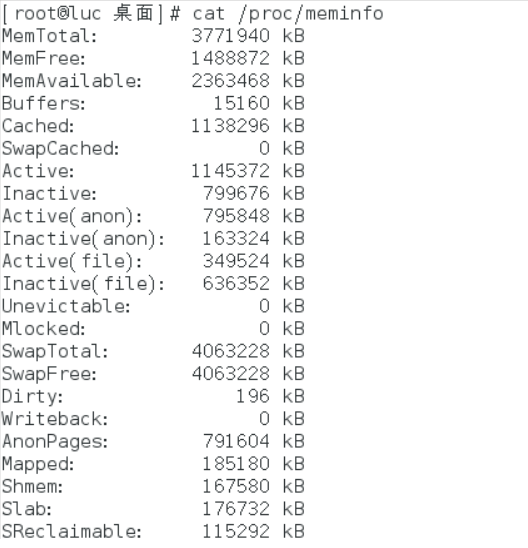 [root@luc 桌面]# cat /proc/meminfo
MemTotal: 3771940 kB
MemFree: 1488872 kB
MemAvailable: 2363468 kB
Buffers: 15160 kB
Cached: 1138296 kB
SwapCached: 0 kB
Active: 1145372 kB
Inactive: 799676 kB
Active(anon): 795848 kB
Inactive(anon): 163324 kB
Active(file): 349524 kB
Inactive(file): 636352 kB
Unevictable: 0 kB
Mlocked: 0 kB
SwapTotal: 4063228 kB
SwapFree: 4063228 kB
Dirty: 196 kB
Writeback: 0 kB
AnonPages: 791604 kB
Mapped: 185180 kB
Shmem: 167580 kB
Slab: 176732 kB
SReclaimable: 115292 kB